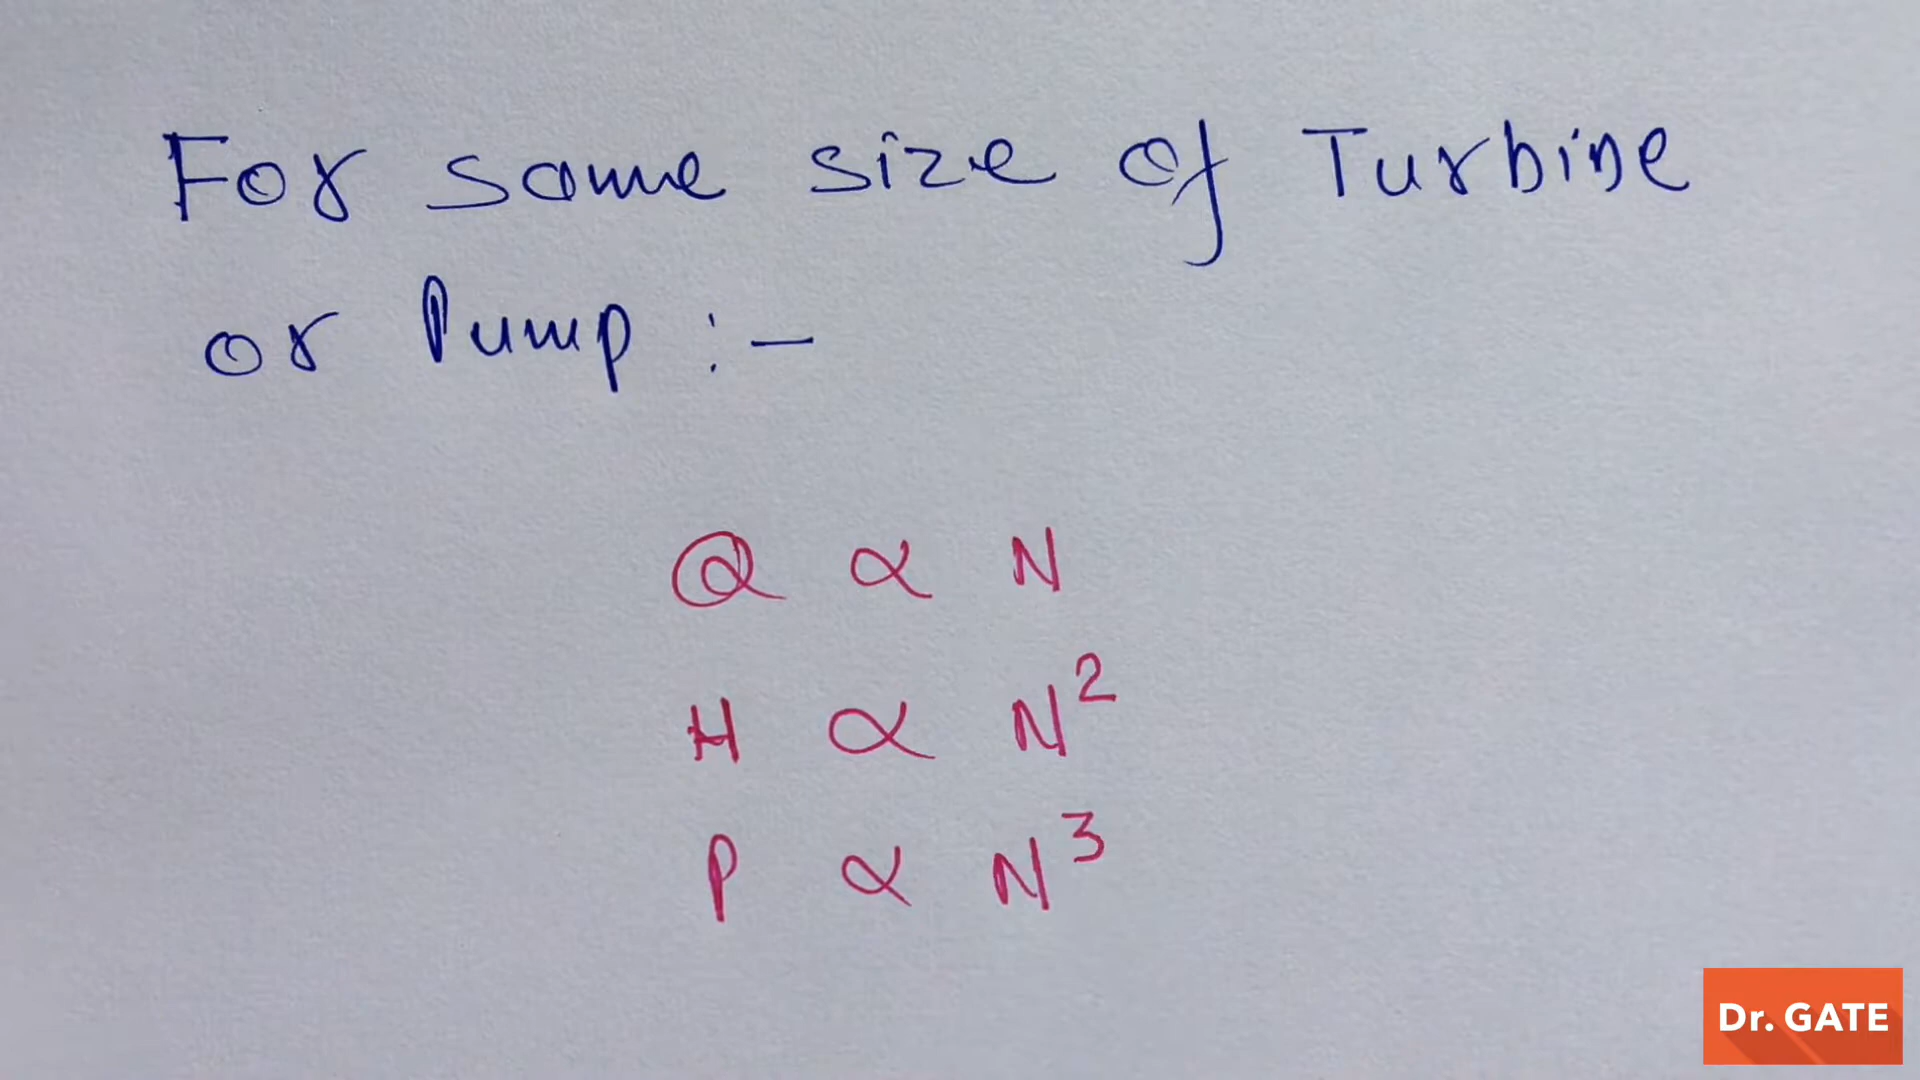 For same size of Turbine
or Pump :-
Q ∝ N
H ∝ N²
P ∝ N³
Dr. GATE